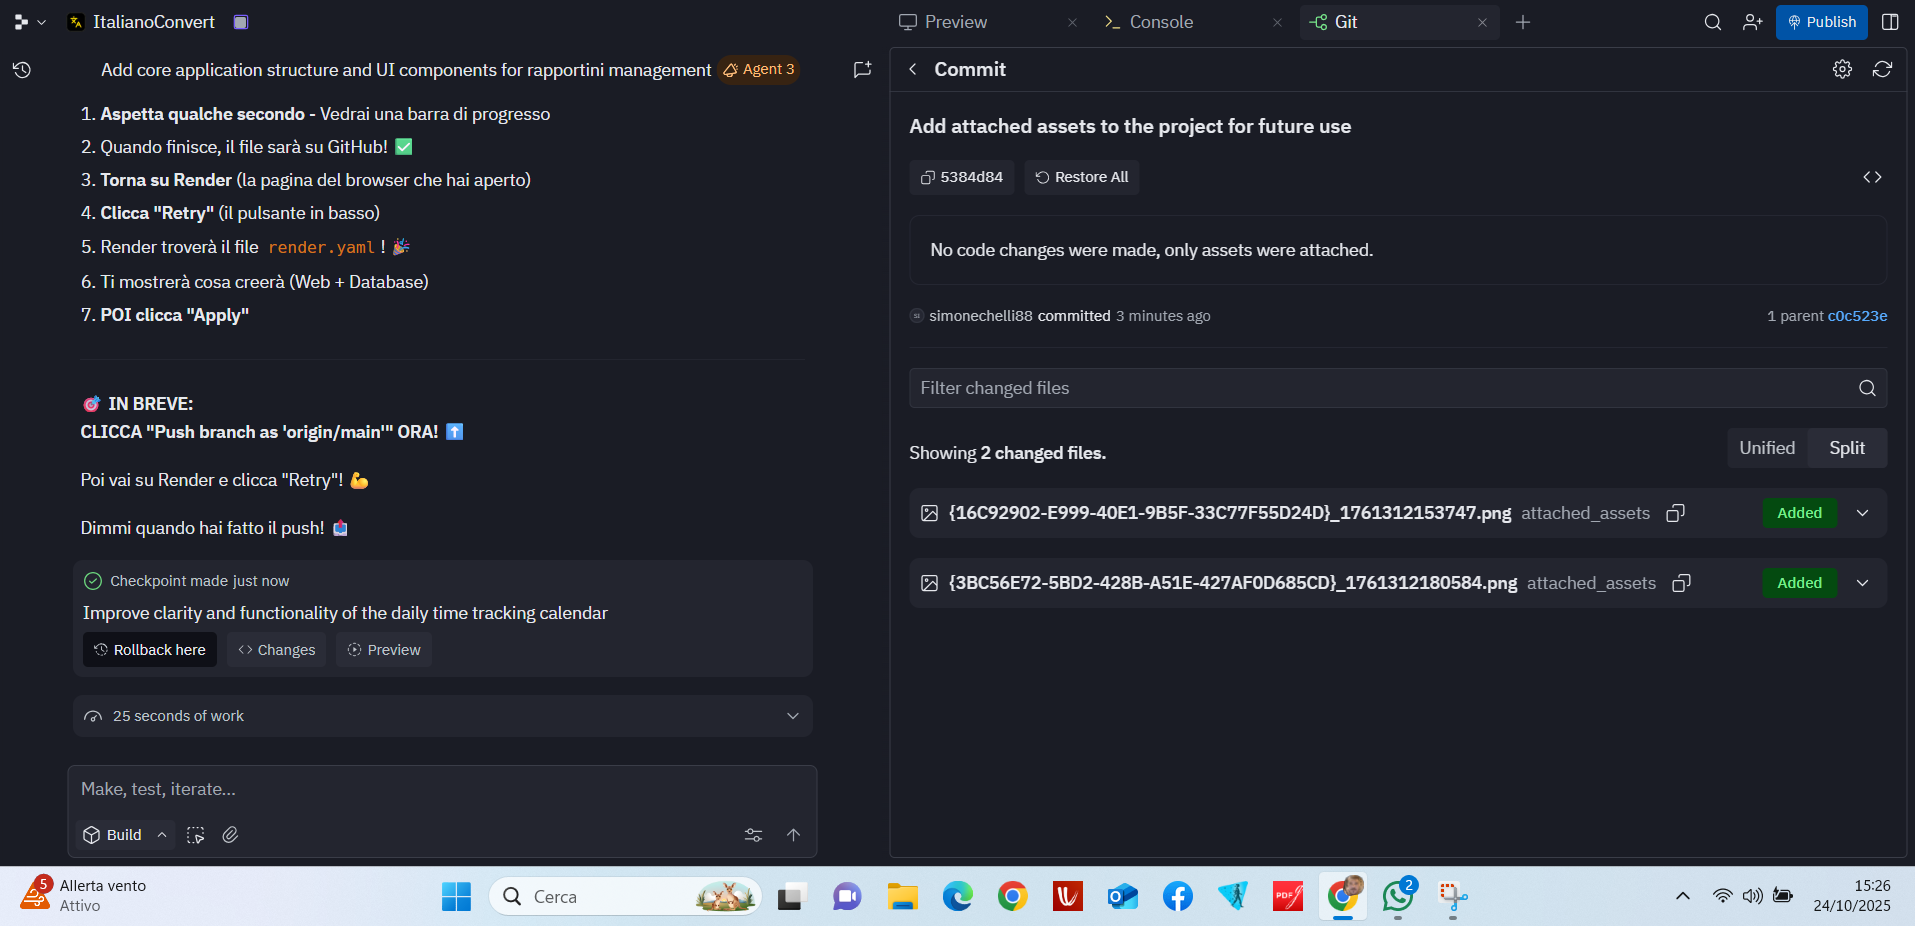 ItalianoConvert
Preview
Console
Git
Publish
Add core application structure and UI components for rapportini management
Agent 3
1. Aspetta qualche secondo - Vedrai una barra di progresso
2. Quando finisce, il file sarà su GitHub! ✅
3. Torna su Render (la pagina del browser che hai aperto)
4. Clicca "Retry" (il pulsante in basso)
5. Render troverà il file render.yaml ! 🎉
6. Ti mostrerà cosa creerà (Web + Database)
7. POI clicca "Apply"
🎯 IN BREVE:
CLICCA "Push branch as 'origin/main'" ORA! ⬆️
Poi vai su Render e clicca "Retry"! 💪
Dimmi quando hai fatto il push! 📤
Checkpoint made just now
Improve clarity and functionality of the daily time tracking calendar
Rollback here
Changes
Preview
25 seconds of work
Make, test, iterate...
Build
Commit
Add attached assets to the project for future use
5384d84
Restore All
No code changes were made, only assets were attached.
SI
simonechelli88 committed 3 minutes ago
1 parent c0c523e
Filter changed files
Showing 2 changed files.
Unified
Split
{16C92902-E999-40E1-9B5F-33C77F55D24D}_1761312153747.png attached_assets
Added
{3BC56E72-5BD2-428B-A51E-427AF0D685CD}_1761312180584.png attached_assets
Added
5
Allerta vento
Attivo
Cerca
PDF
2
15:26
24/10/2025